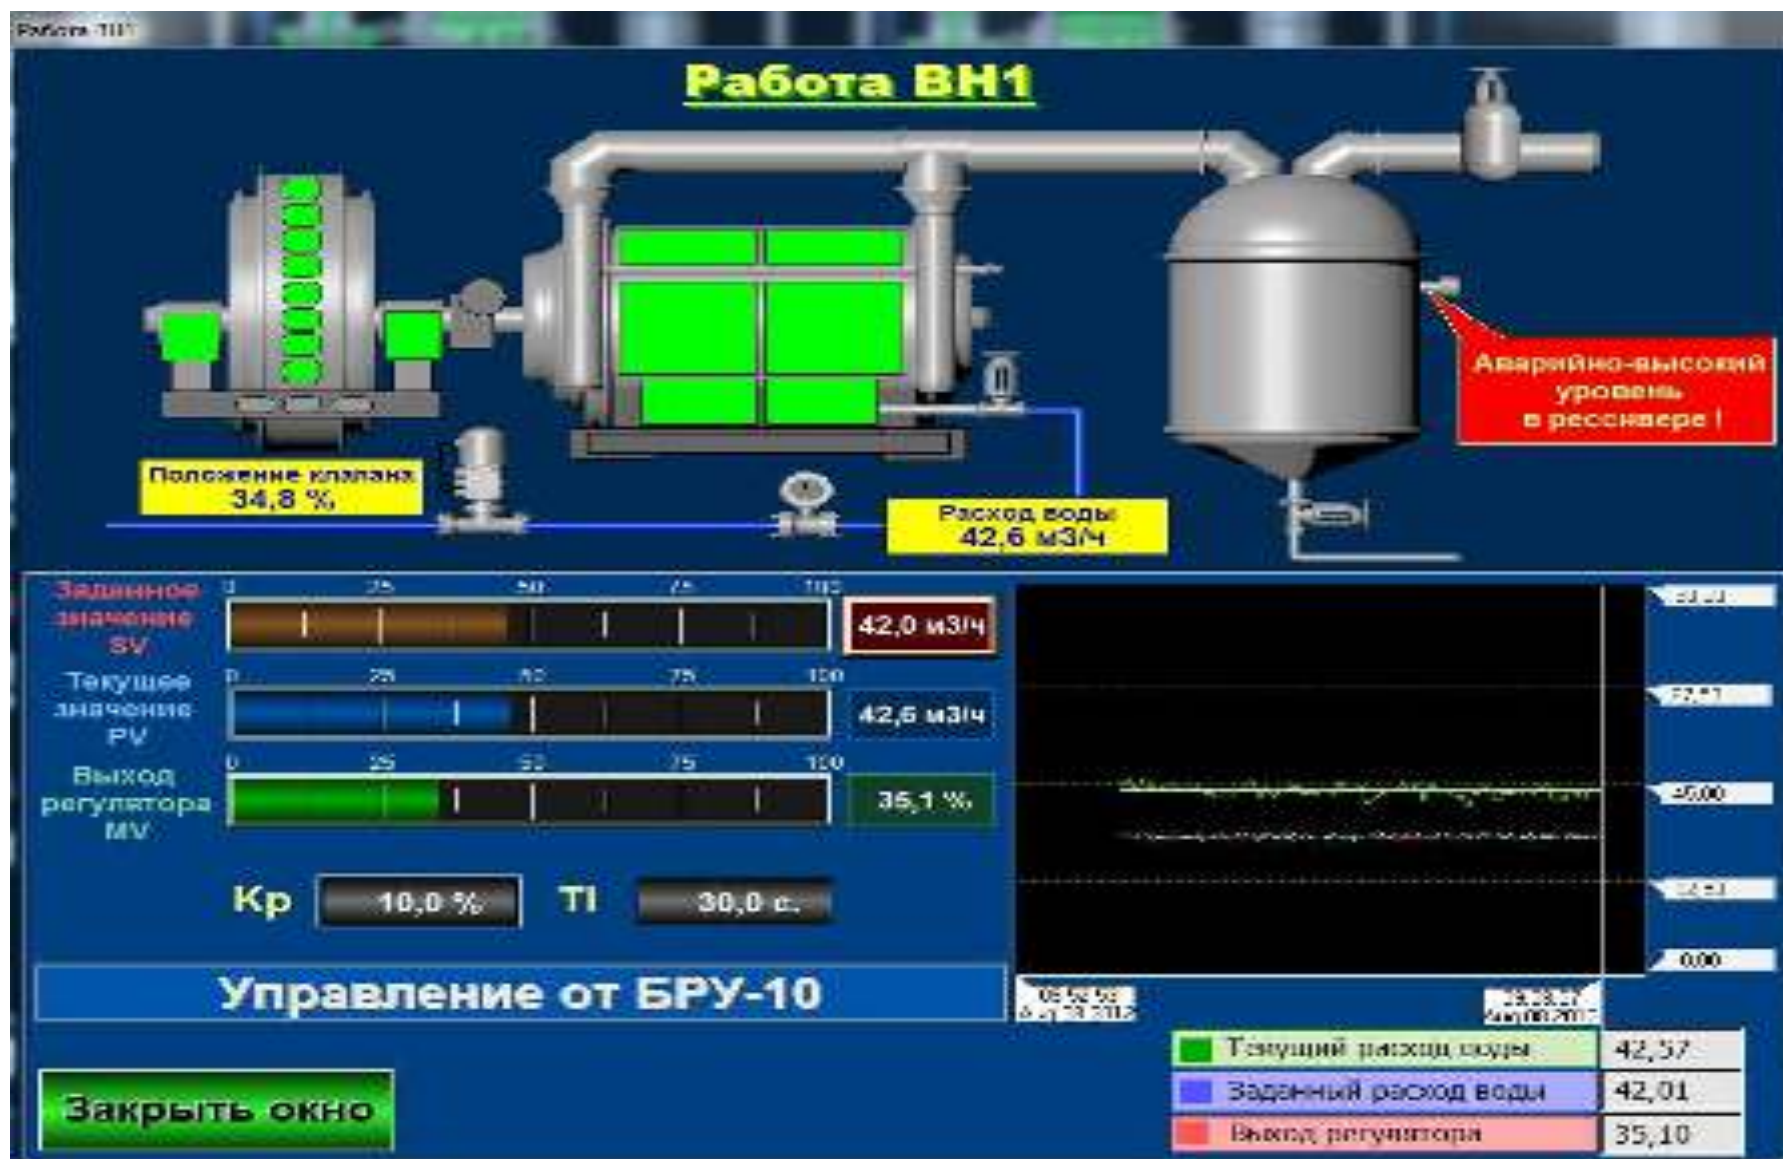 Работа ВН1
Аварийно-высокий
уровень
в рессивере !
Положение клапана
34,8 %
Расход воды
42,6 м3/ч
Заданное
значение
SV
0 25 50 75 100
42,0 м3/ч
Текущее
значение
PV
0 25 50 75 100
42,6 м3/ч
Выход
регулятора
MV
0 25 50 75 100
35,1 %
Кр 10,0 % TI 30,0 с.
45,00
0,00
Управление от БРУ-10
Закрыть окно
Текущий расход воды 42,57
Заданный расход воды 42,01
Выход регулятора 35,10